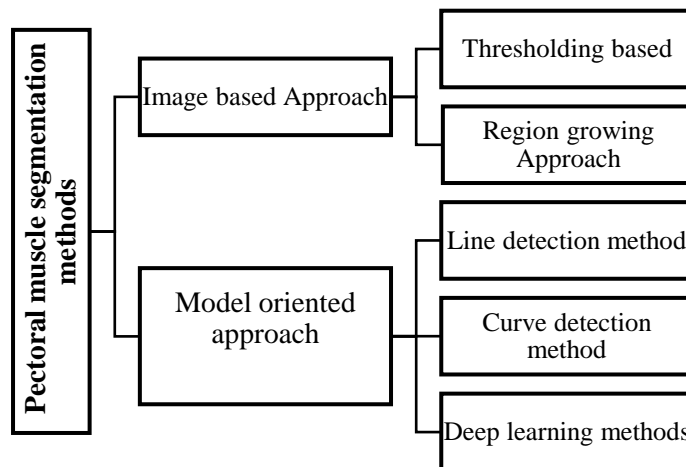 Pectoral muscle segmentation
methods
Image based Approach
Thresholding based
Region growing
Approach
Model oriented
approach
Line detection method
Curve detection
method
Deep learning methods